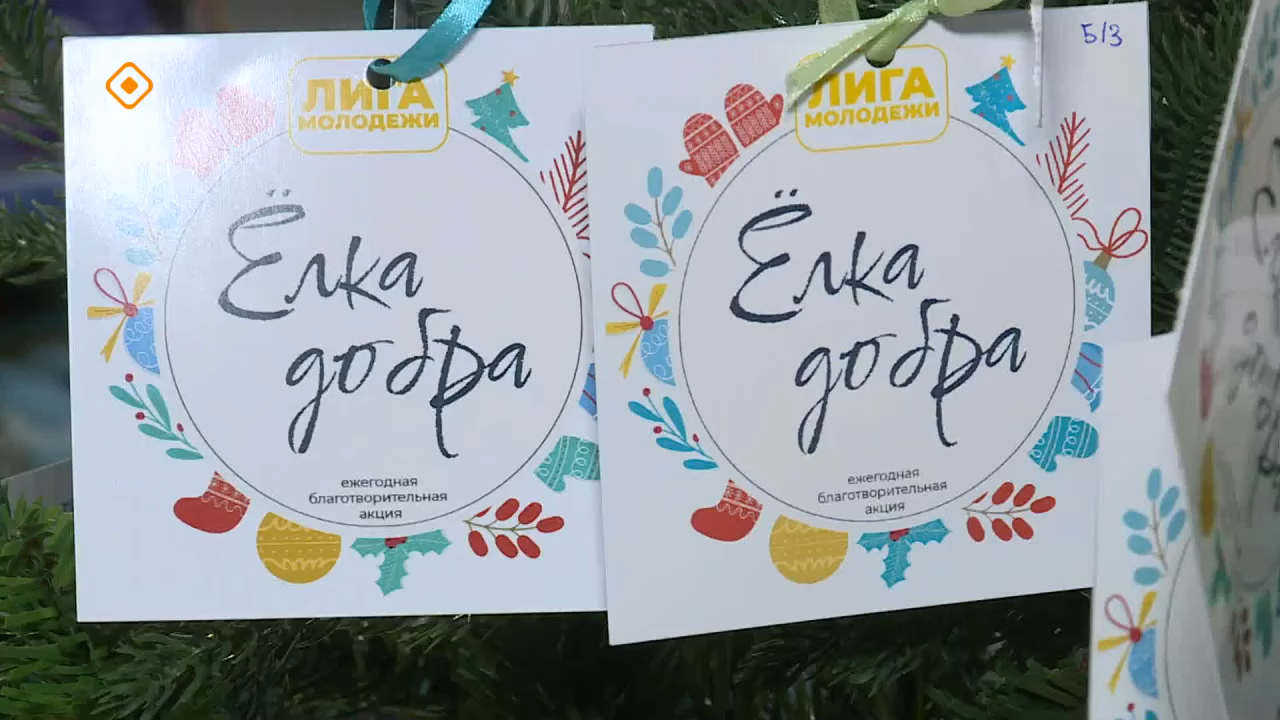 ЛИГА
МОЛОДЕЖИ
Ёлка
добра
ежегодная
благотворительная
акция
5/3
ЛИГА
МОЛОДЕЖИ
Ёлка
добра
ежегодная
благотворительная
акция